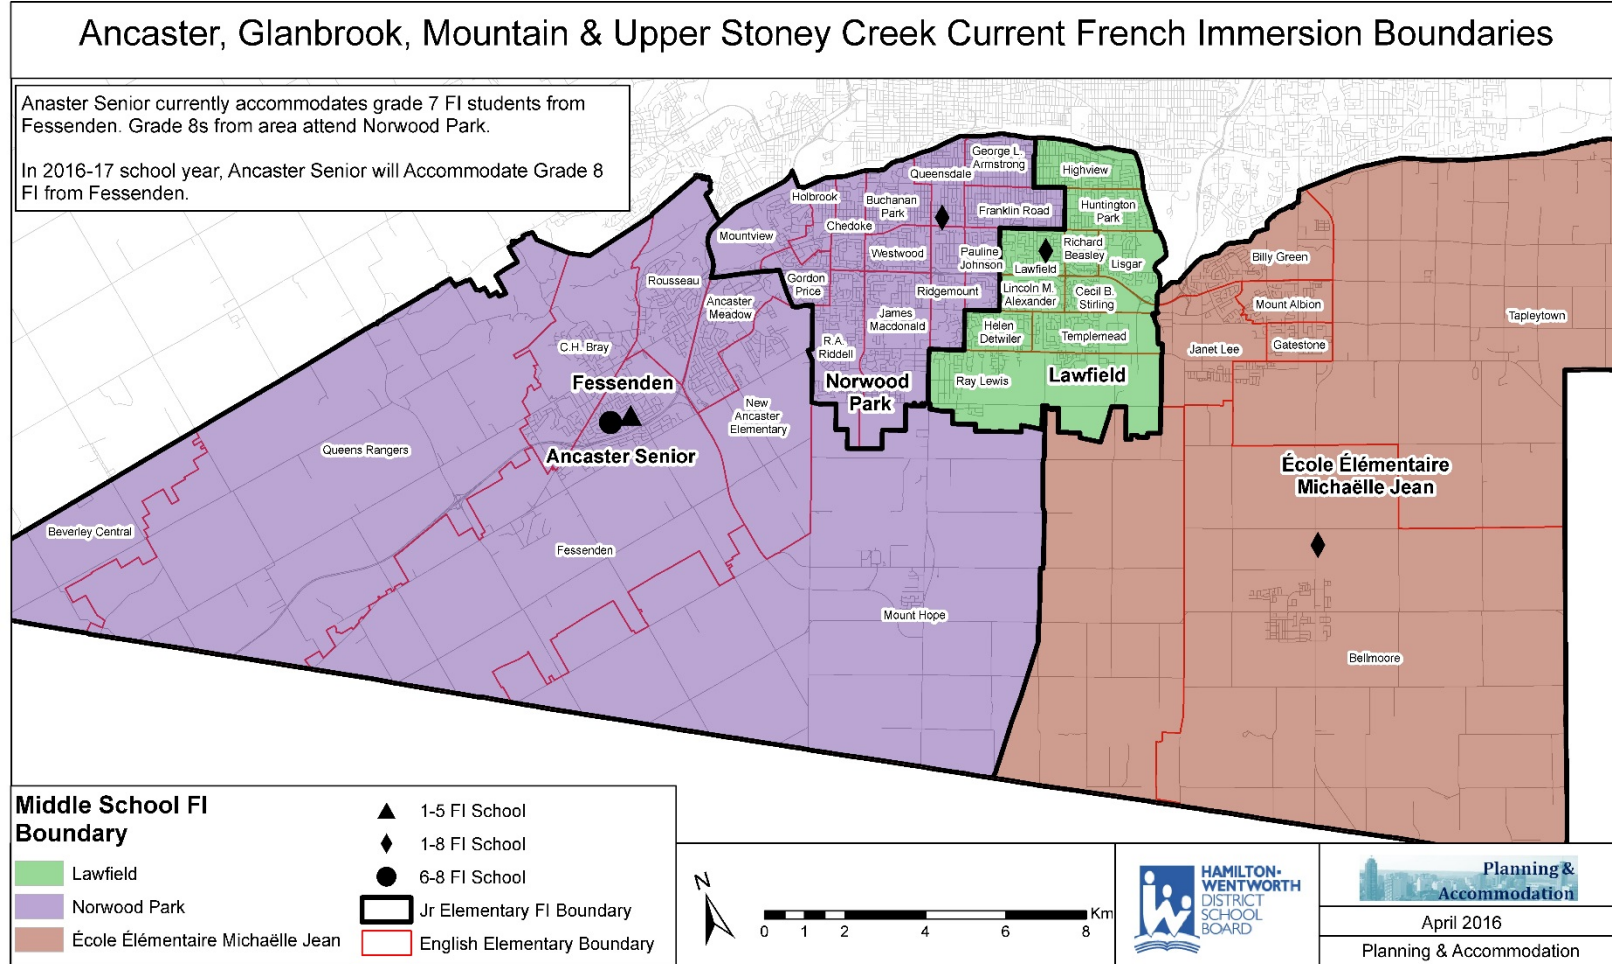 Ancaster, Glanbrook, Mountain & Upper Stoney Creek Current French Immersion Boundaries
Anaster Senior currently accommodates grade 7 FI students from
Fessenden. Grade 8s from area attend Norwood Park.
In 2016-17 school year, Ancaster Senior will Accommodate Grade 8
FI from Fessenden.
George L.
Armstrong
Queensdale
Highview
Holbrook
Buchanan
Park
Franklin Road
Huntington
Park
Chedoke
Mountview
Westwood
Pauline
Johnson
Lawfield
Richard
Beasley
Lisgar
Billy Green
Rousseau
Gordon
Price
Ridgemount
Lincoln M.
Alexander
Cecil B.
Stirling
Mount Albion
Tapleytown
Ancaster
Meadow
James
Macdonald
Helen
Detwiler
Templemead
Janet Lee
Gatestone
C.H. Bray
R.A.
Riddell
Fessenden
Norwood
Park
Ray Lewis
Lawfield
New
Ancaster
Elementary
Queens Rangers
Ancaster Senior
École Élémentaire
Michaëlle Jean
Beverley Central
Fessenden
Mount Hope
Bellmoore
Middle School FI
Boundary
Lawfield
Norwood Park
École Élémentaire Michaëlle Jean
1-5 FI School
1-8 FI School
6-8 FI School
Jr Elementary FI Boundary
English Elementary Boundary
N
Km
0 1 2 4 6 8
HAMILTON-
WENTWORTH
DISTRICT
SCHOOL
BOARD
Planning &
Accommodation
April 2016
Planning & Accommodation